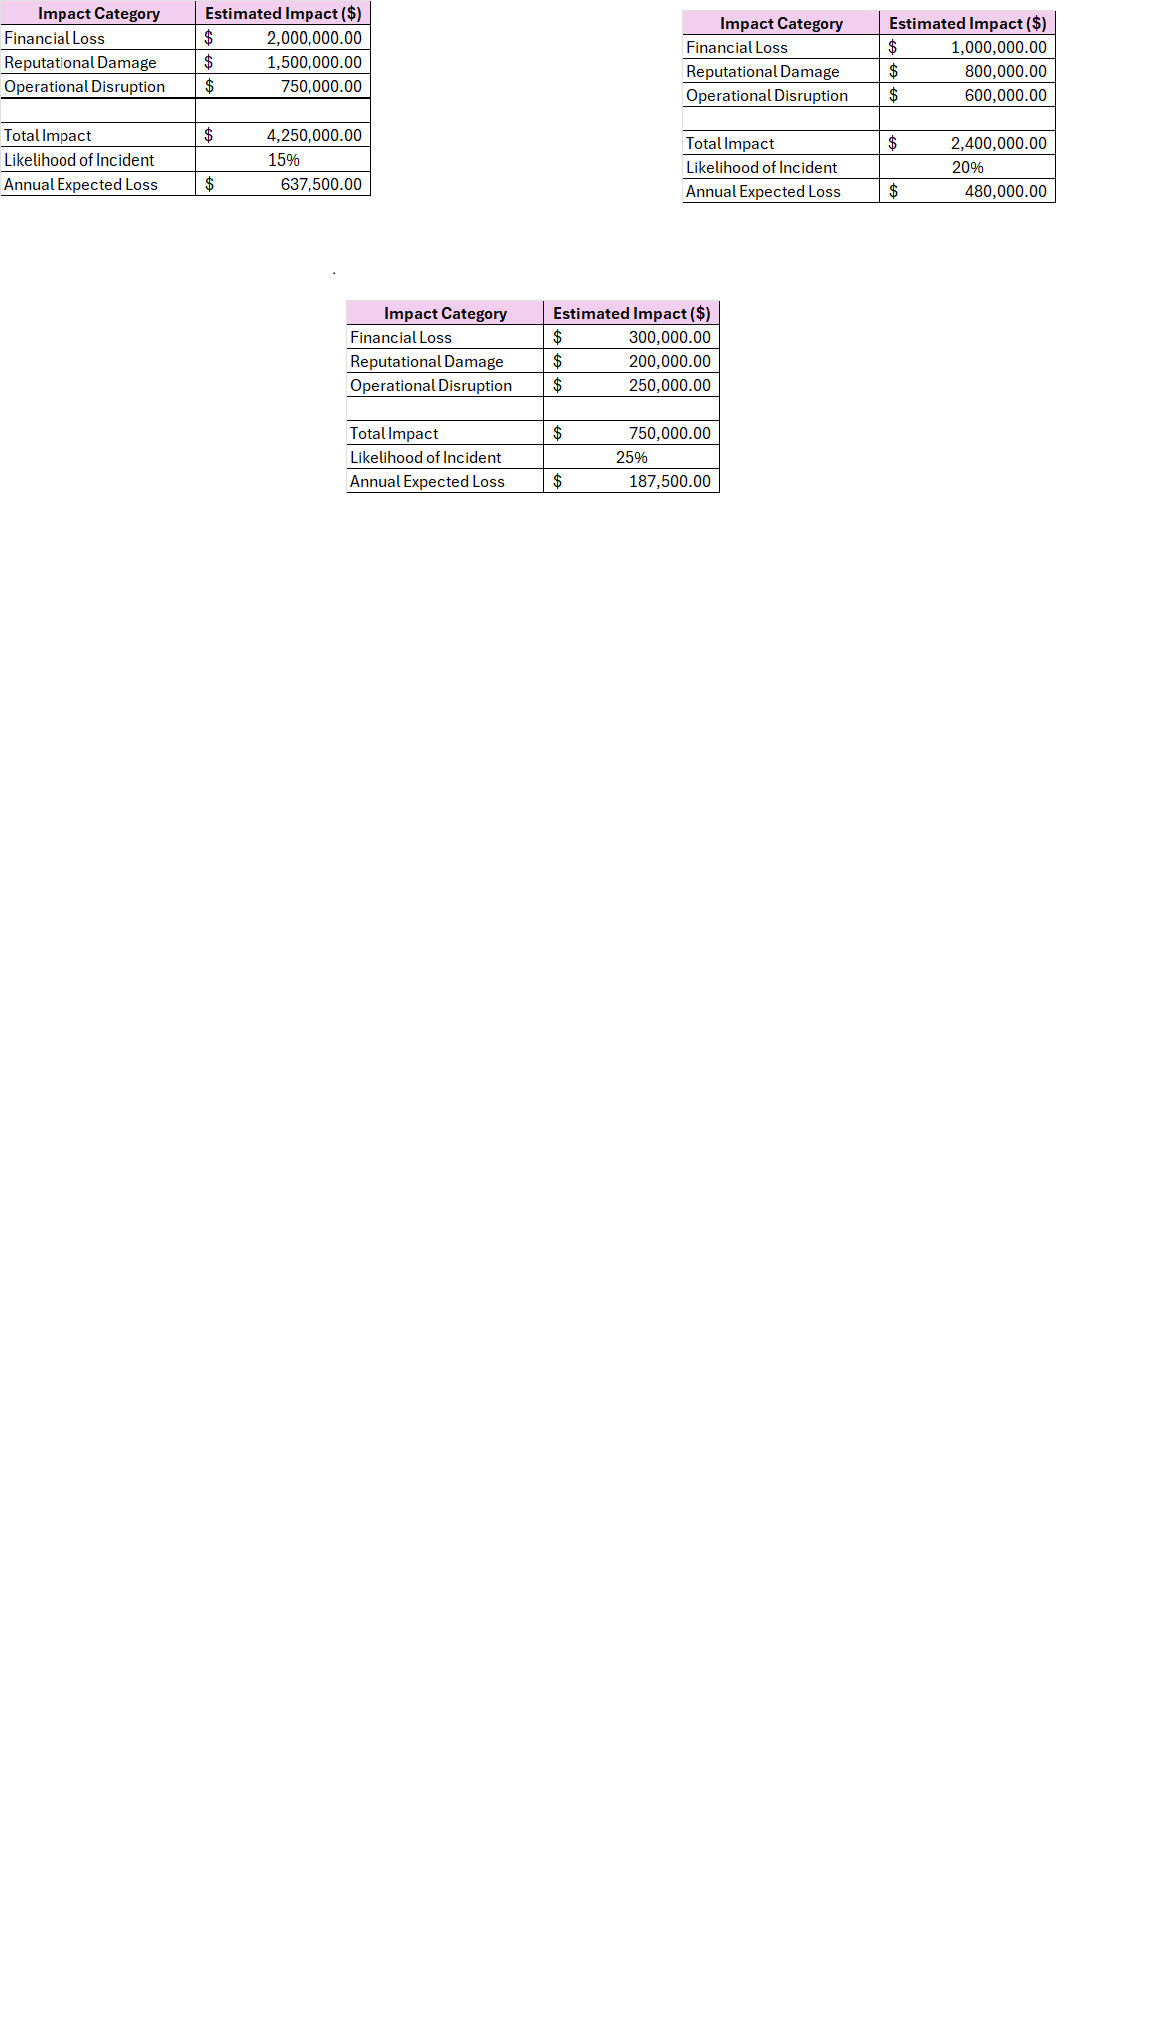 Impact Category Estimated Impact ($)
Financial Loss $ 2,000,000.00
Reputational Damage $ 1,500,000.00
Operational Disruption $ 750,000.00
Total Impact $ 4,250,000.00
Likelihood of Incident 15%
Annual Expected Loss $ 637,500.00
Impact Category Estimated Impact ($)
Financial Loss $ 1,000,000.00
Reputational Damage $ 800,000.00
Operational Disruption $ 600,000.00
Total Impact $ 2,400,000.00
Likelihood of Incident 20%
Annual Expected Loss $ 480,000.00
.
Impact Category Estimated Impact ($)
Financial Loss $ 300,000.00
Reputational Damage $ 200,000.00
Operational Disruption $ 250,000.00
Total Impact $ 750,000.00
Likelihood of Incident 25%
Annual Expected Loss $ 187,500.00